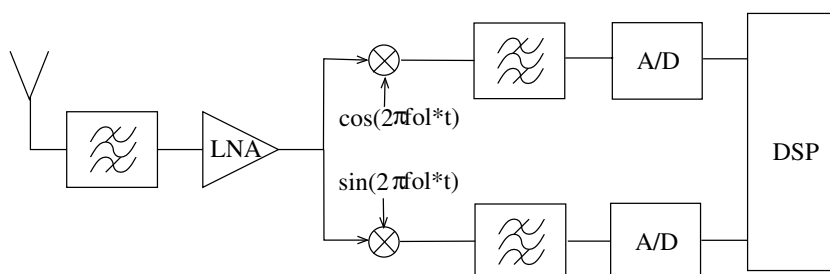 A/D
cos(2πfol*t)
LNA
DSP
sin(2πfol*t)
A/D